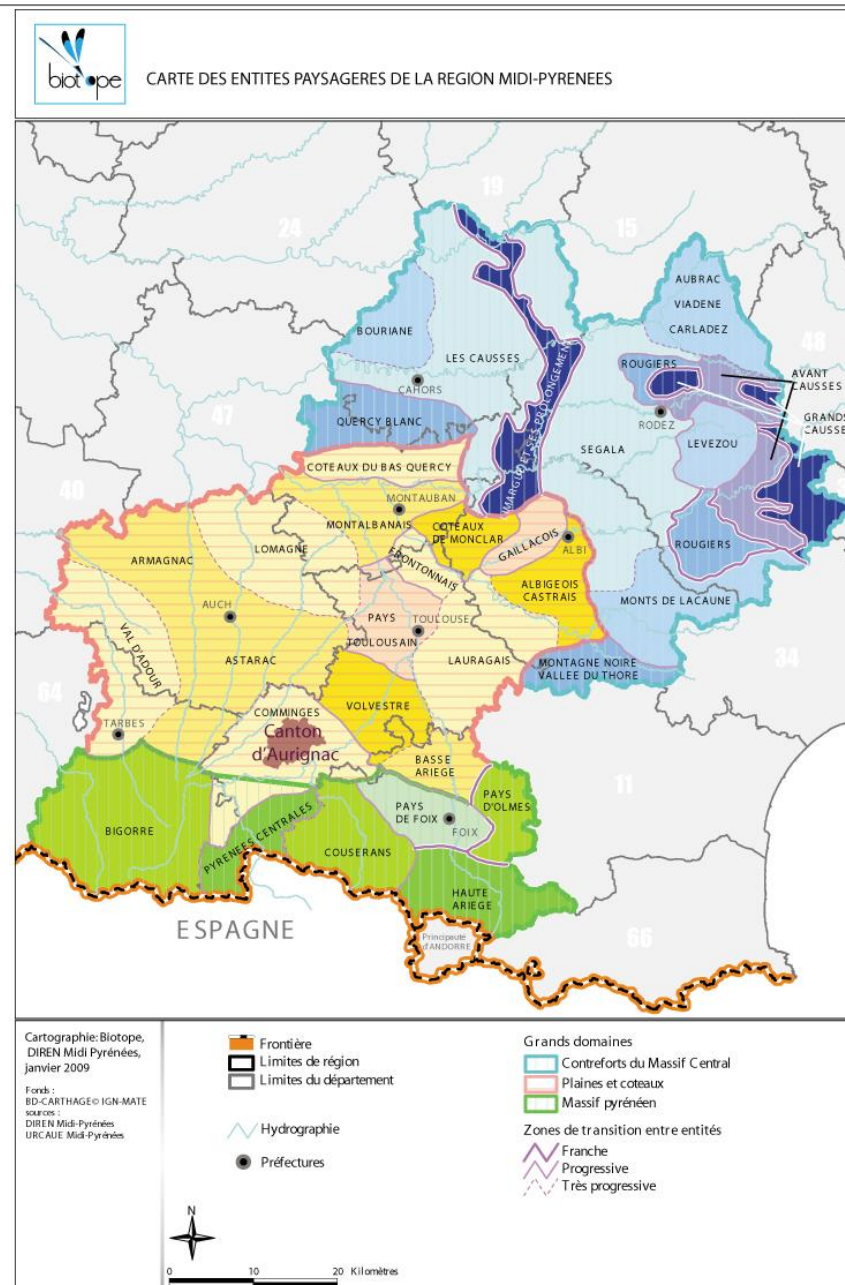 biotope
CARTE DES ENTITES PAYSAGERES DE LA REGION MIDI-PYRENEES
19
24
15
AUBRAC
VIADENE
CARLADEZ
BOURIANE
48
LES CAUSSES
ROUGIERS
AVANT
CAUSSES
CAHORS
GRANDS
CAUSSE
47
QUERCY BLANC
LIMARGUE ET SES PROLONGEMENT
RODEZ
LEVEZOU
SEGALA
COTEAUX DU BAS QUERCY
40
MONTAUBAN
MONTALBANAIS
COTEAUX
DE MONCLAR
GAILLACOIS
ALBI
ROUGIERS
ARMAGNAC
LOMAGNE
FRONTONNAIS
ALBIGEOIS
CASTRAIS
MONTS DE LACAUNE
AUCH
PAYS
TOULOUSE
TOULOUSAIN
VAL D'ADOUR
ASTARAC
LAURAGAIS
MONTAGNE NOIRE
VALLEE DU THORE
34
64
VOLVESTRE
COMMINGES
TARBES
Canton
d'Aurignac
BASSE
ARIEGE
11
PAYS
D'OLMES
PAYS
DE FOIX
FOIX
BIGORRE
PYRENEES CENTRALES
COUSERANS
HAUTE
ARIEGE
ESPAGNE
Principauté
d'ANDORRE
66
Cartographie: Biotope,
DIREN Midi Pyrénées,
janvier 2009
Fonds :
BD-CARTHAGE© IGN-MATE
sources :
DIREN Midi-Pyrénées
URCAUE Midi-Pyrénées
Frontière
Limites de région
Limites du département
Hydrographie
Préfectures
Grands domaines
Contreforts du Massif Central
Plaines et coteaux
Massif pyrénéen
Zones de transition entre entités
Franche
Progressive
Très progressive
N
0 10 20 Kilomètres